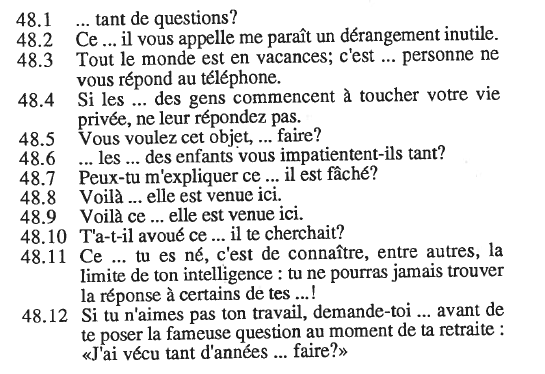 48.1 ... tant de questions?
48.2 Ce ... il vous appelle me paraît un dérangement inutile.
48.3 Tout le monde est en vacances; c'est ... personne ne
vous répond au téléphone.
48.4 Si les ... des gens commencent à toucher votre vie
privée, ne leur répondez pas.
48.5 Vous voulez cet objet, ... faire?
48.6 ... les ... des enfants vous impatientent-ils tant?
48.7 Peux-tu m'expliquer ce ... il est fâché?
48.8 Voilà ... elle est venue ici.
48.9 Voilà ce ... elle est venue ici.
48.10 T'a-t-il avoué ce ... il te cherchait?
48.11 Ce ... tu es né, c'est de connaître, entre autres, la
limite de ton intelligence : tu ne pourras jamais trouver
la réponse à certains de tes ...!
48.12 Si tu n'aimes pas ton travail, demande-toi ... avant de
te poser la fameuse question au moment de ta retraite :
«J'ai vécu tant d'années ... faire?»